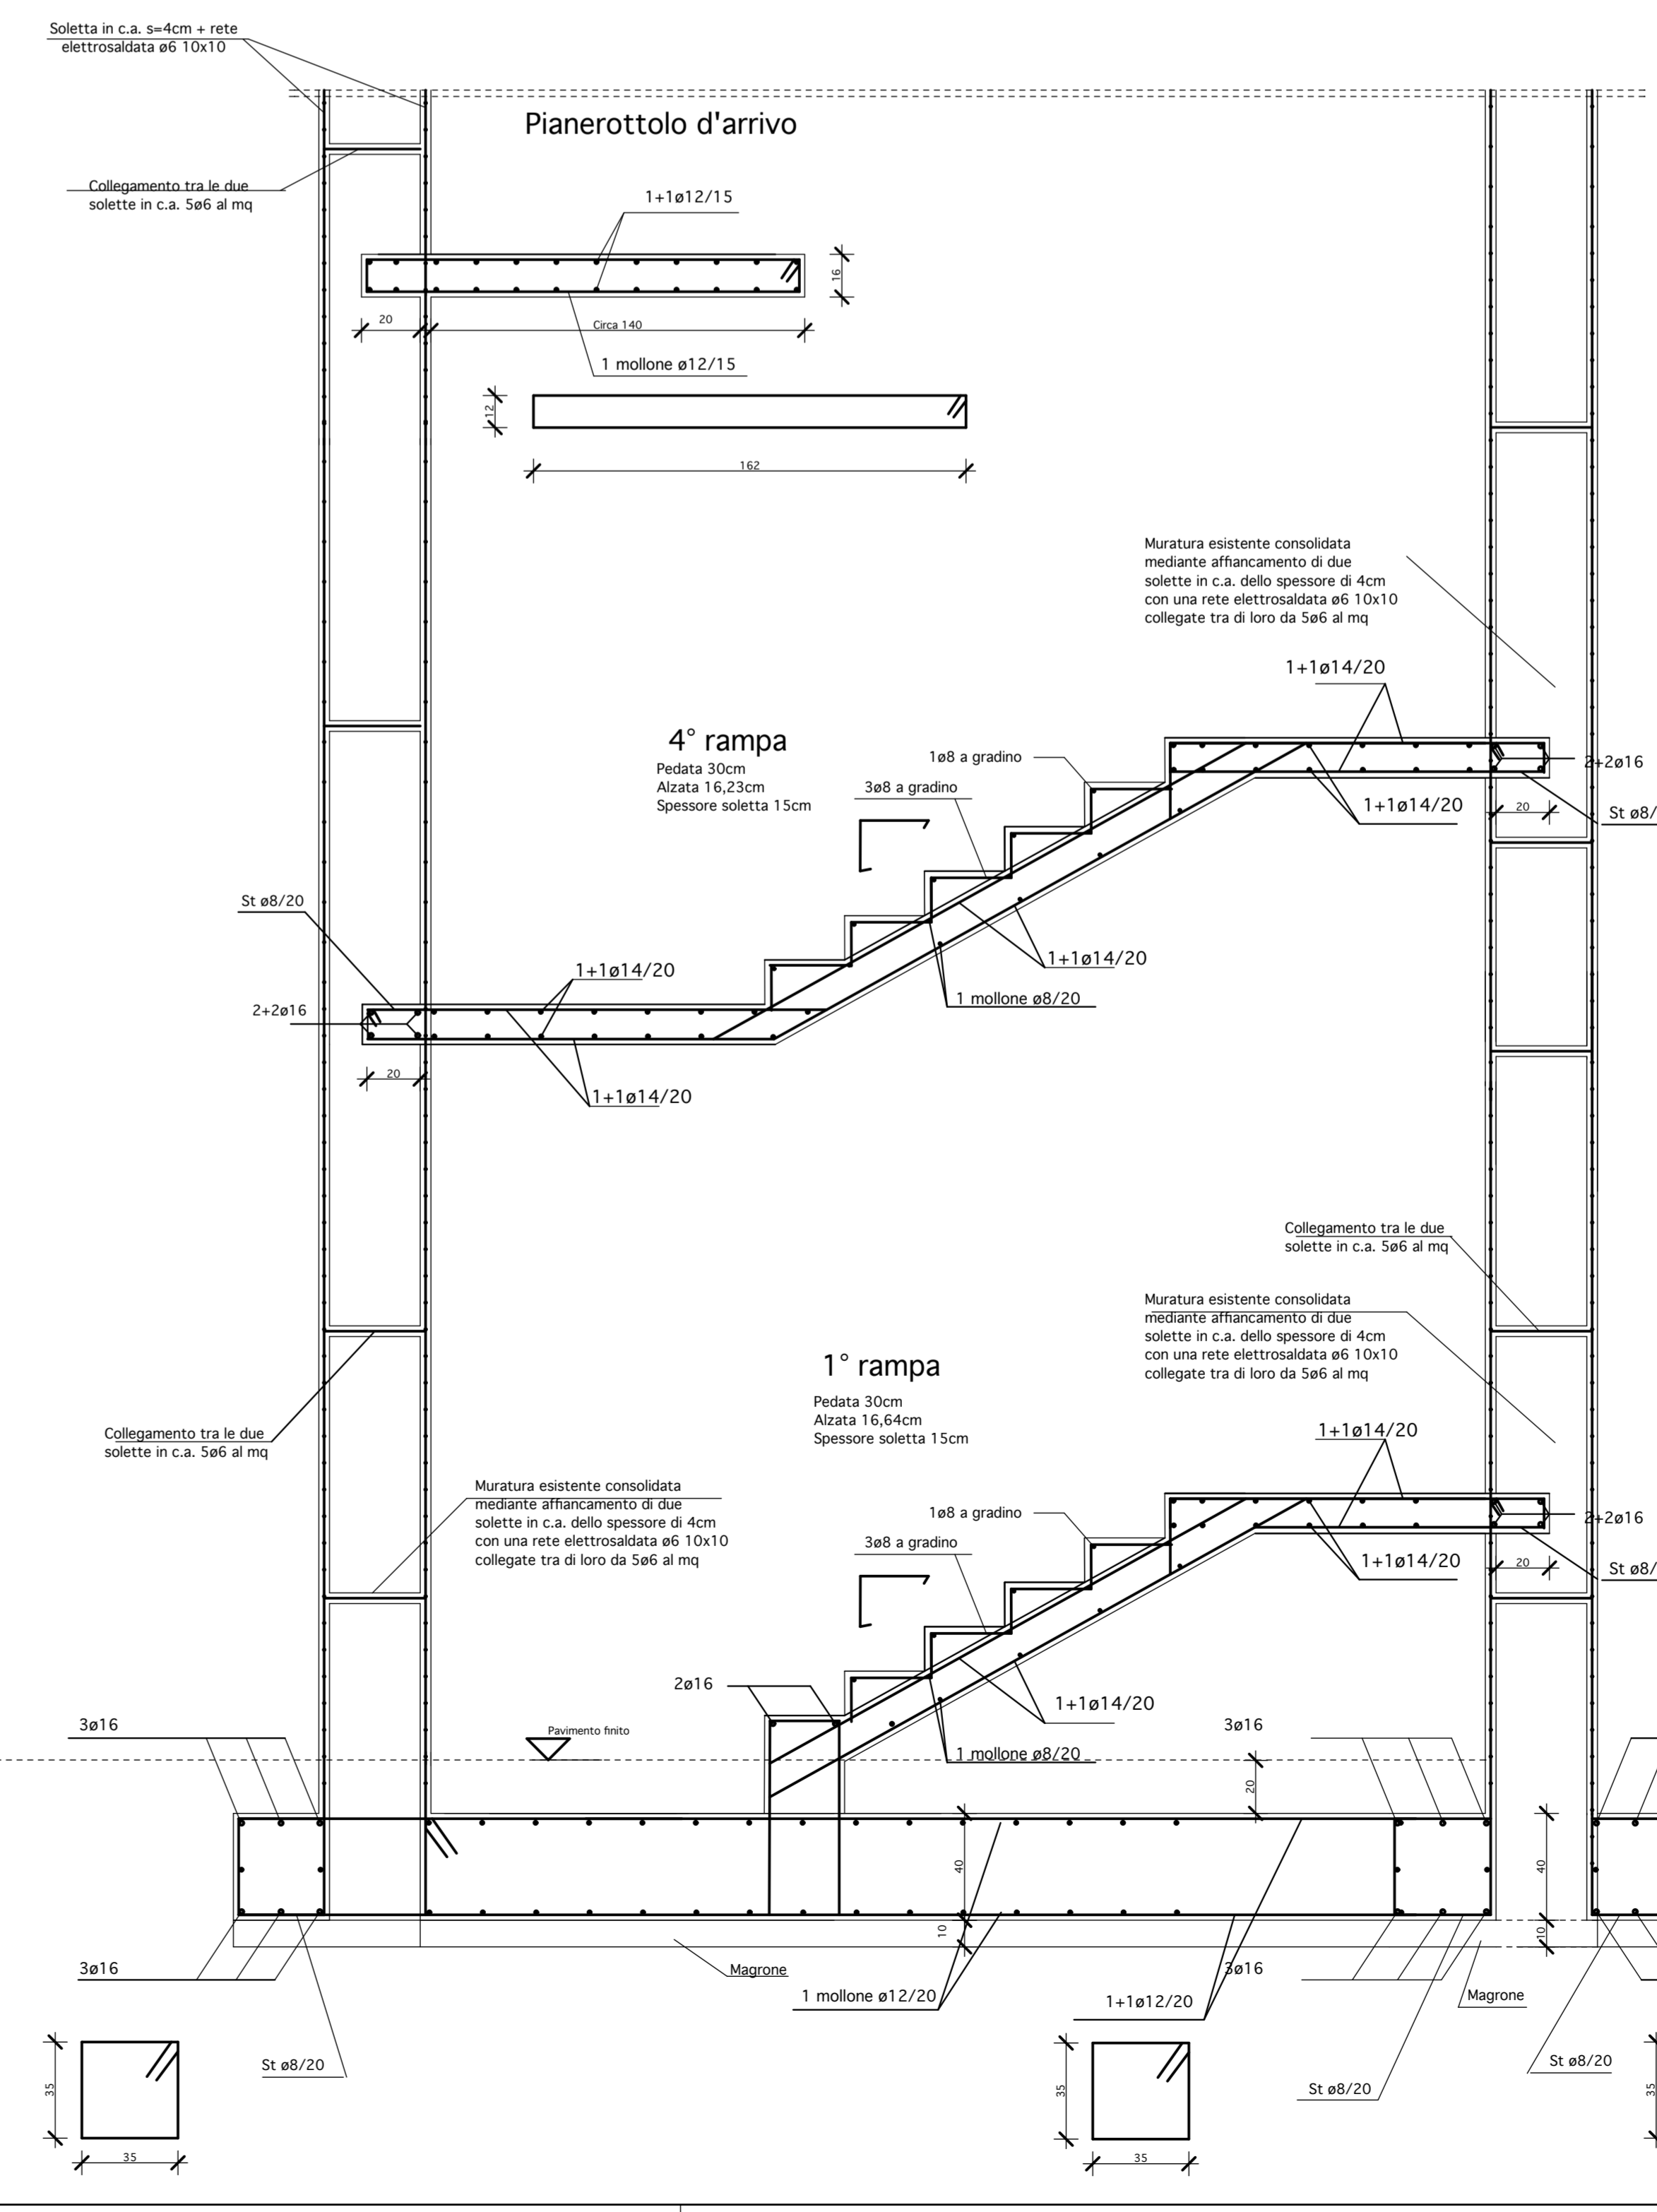 Soletta in c.a. s=4cm + rete
elettrosaldata ø6 10x10
Pianerottolo d'arrivo
Collegamento tra le due
solette in c.a. 5ø6 al mq
1+1ø12/15
16
20
Circa 140
1 mollone ø12/15
12
162
Muratura esistente consolidata
mediante affiancamento di due
solette in c.a. dello spessore di 4cm
con una rete elettrosaldata ø6 10x10
collegate tra di loro da 5ø6 al mq
1+1ø14/20
4° rampa
Pedata 30cm
Alzata 16,23cm
Spessore soletta 15cm
1ø8 a gradino
3ø8 a gradino
2+2ø16
1+1ø14/20
20
St ø8/
St ø8/20
1+1ø14/20
1+1ø14/20
1 mollone ø8/20
2+2ø16
20
1+1ø14/20
Collegamento tra le due
solette in c.a. 5ø6 al mq
Muratura esistente consolidata
mediante affiancamento di due
solette in c.a. dello spessore di 4cm
con una rete elettrosaldata ø6 10x10
collegate tra di loro da 5ø6 al mq
1° rampa
Pedata 30cm
Alzata 16,64cm
Spessore soletta 15cm
Collegamento tra le due
solette in c.a. 5ø6 al mq
1+1ø14/20
Muratura esistente consolidata
mediante affiancamento di due
solette in c.a. dello spessore di 4cm
con una rete elettrosaldata ø6 10x10
collegate tra di loro da 5ø6 al mq
1ø8 a gradino
3ø8 a gradino
2+2ø16
1+1ø14/20
20
St ø8/
2ø16
1+1ø14/20
3ø16
Pavimento finito
3ø16
1 mollone ø8/20
20
40
40
10
10
3ø16
Magrone
3ø16
1 mollone ø12/20
1+1ø12/20
Magrone
St ø8/20
St ø8/20
St ø8/20
35
35
35
35
35